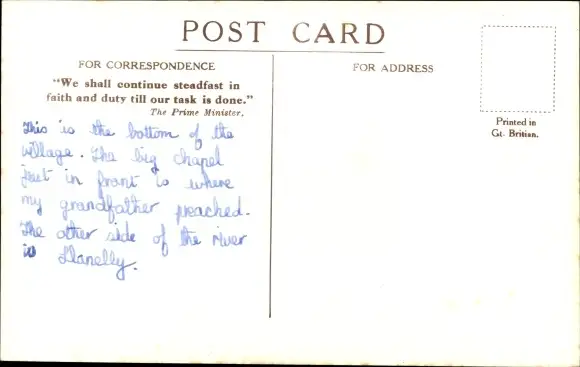 POST CARD
FOR CORRESPONDENCE
FOR ADDRESS
"We shall continue steadfast in
faith and duty till our task is done."
The Prime Minister.
Printed in
Gt. Britian.
This is the bottom of the
village. The big chapel
just in front is where
my grandfather preached.
The other side of the river
is Llanelly.